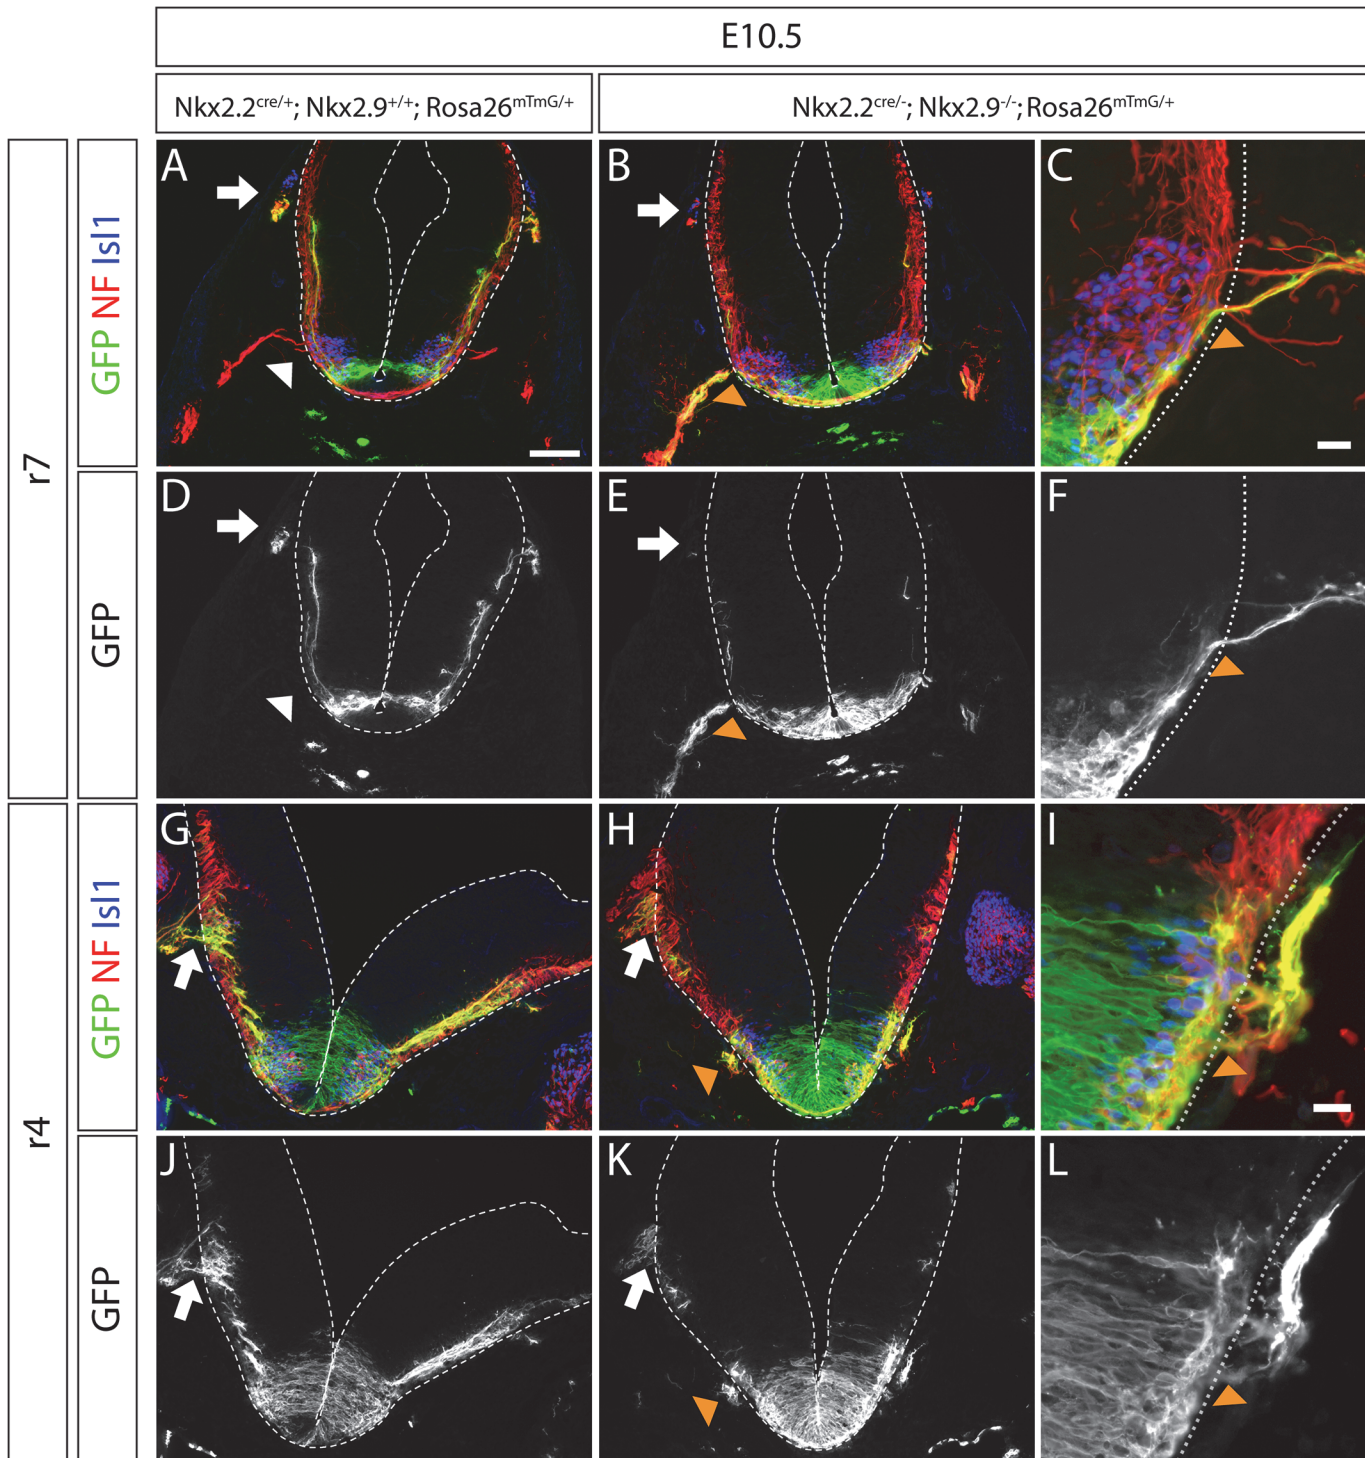 E10.5
Nkx2.2cre/+; Nkx2.9+/+; Rosa26mTmG/+
Nkx2.2cre/-; Nkx2.9-/-; Rosa26mTmG/+
r7
GFP NF Isl1
A
B
C
GFP
D
E
F
r4
GFP NF Isl1
G
H
I
GFP
J
K
L